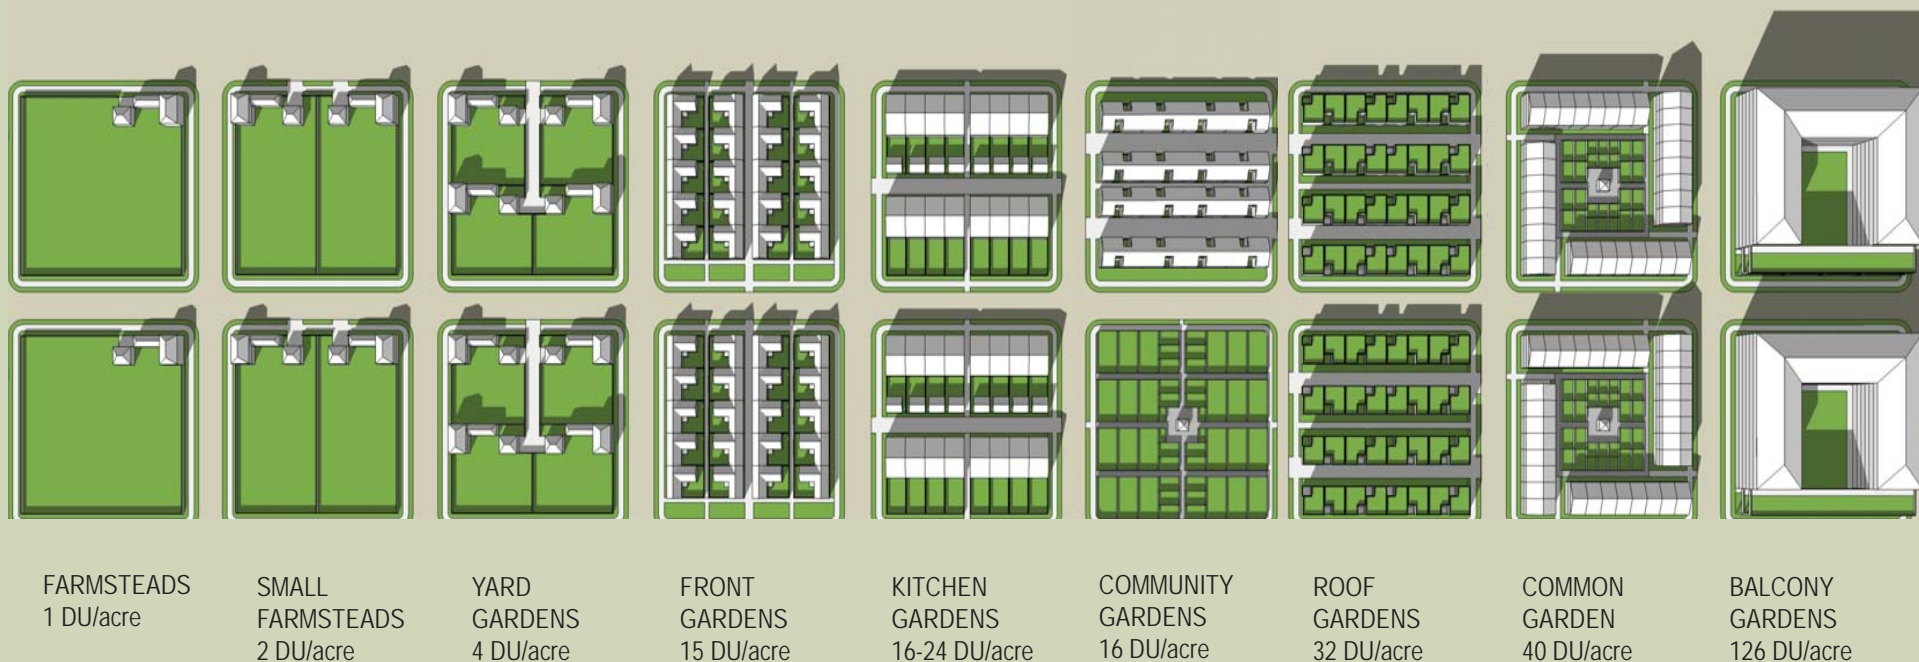 FARMSTEADS
1 DU/acre
SMALL
FARMSTEADS
2 DU/acre
YARD
GARDENS
4 DU/acre
FRONT
GARDENS
15 DU/acre
KITCHEN
GARDENS
16-24 DU/acre
COMMUNITY
GARDENS
16 DU/acre
ROOF
GARDENS
32 DU/acre
COMMON
GARDEN
40 DU/acre
BALCONY
GARDENS
126 DU/acre